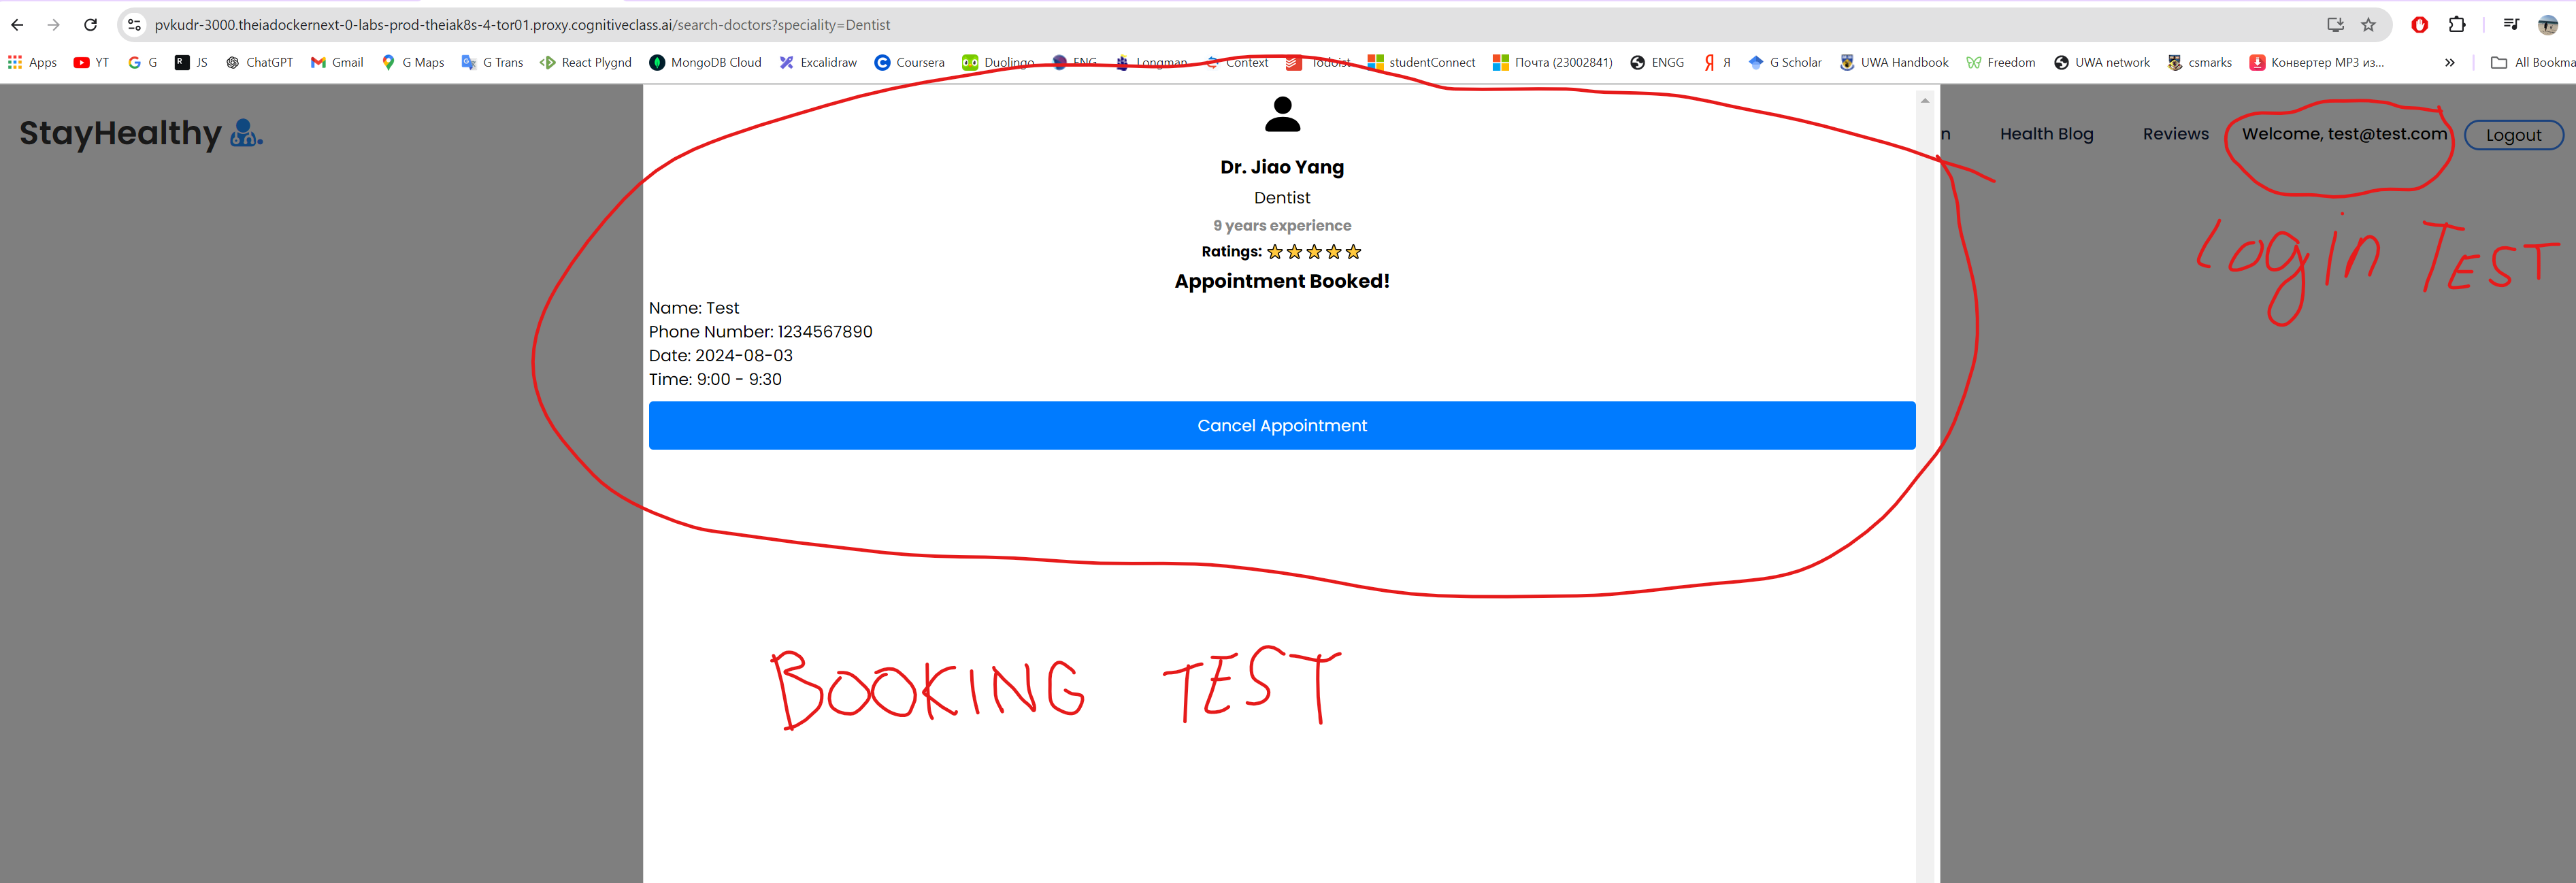 pvkudr-3000.theiadockernext-0-labs-prod-theiak8s-4-tor01.proxy.cognitiveclass.ai/search-doctors?speciality=Dentist
Apps YT G JS ChatGPT Gmail G Maps G Trans React Plygnd MongoDB Cloud Excalidraw Coursera Duolingo ENG Longman Context Todoist studentConnect Почта (23002841) ENGG Я G Scholar UWA Handbook Freedom UWA network csmarks Конвертер MP3 из... » All Bookma
StayHealthy
n Health Blog Reviews Welcome, test@test.com Logout
Login TEST
Dr. Jiao Yang
Dentist
9 years experience
Ratings:
Appointment Booked!
Name: Test
Phone Number: 1234567890
Date: 2024-08-03
Time: 9:00 - 9:30
Cancel Appointment
BOOKING TEST